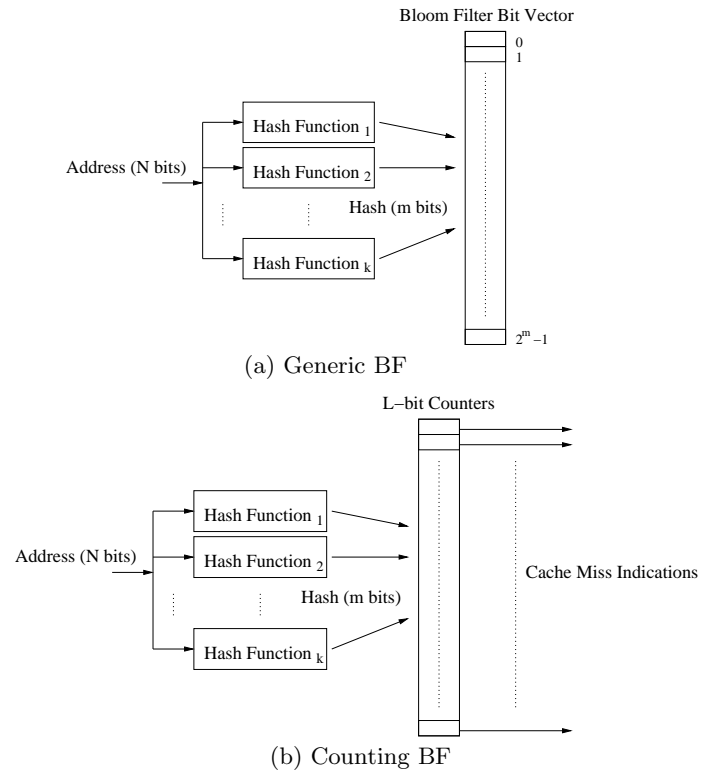 Bloom Filter Bit Vector
0
1
Hash Function 1
Address (N bits)
Hash Function 2
Hash (m bits)
Hash Function k
2^m −1
(a) Generic BF
L−bit Counters
Hash Function 1
Address (N bits)
Hash Function 2
Cache Miss Indications
Hash (m bits)
Hash Function k
(b) Counting BF